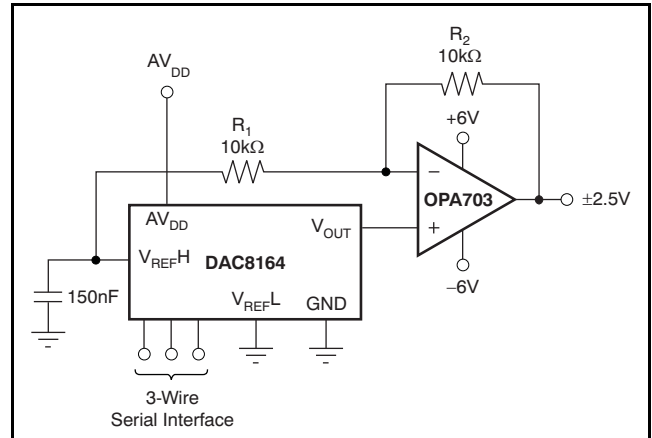 R2
10kΩ
AVDD
+6V
R1
10kΩ
−
OPA703
±2.5V
+
AVDD
VOUT
VREFH
DAC8164
−6V
150nF
VREFL
GND
3-Wire
Serial Interface